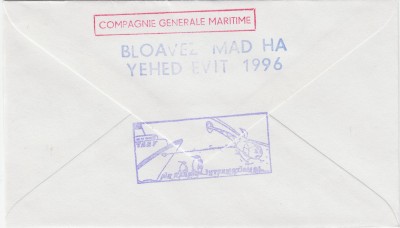 COMPAGNIE GENERALE MARITIME
BLOAVEZ MAD HA
YEHED EVIT 1996